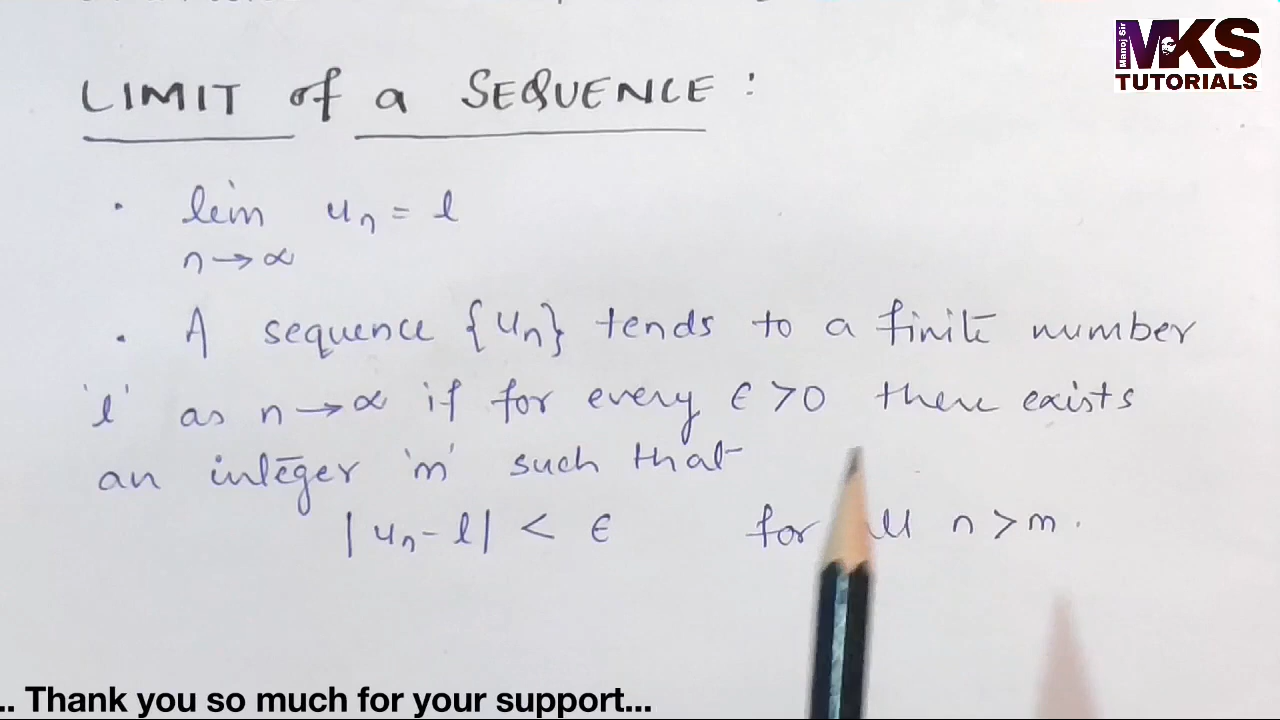 Manoj Sir
MKS
TUTORIALS
LIMIT of a SEQUENCE :
• lim uₙ = l
n→∞
• A sequence {uₙ} tends to a finite number
'l' as n→∞ if for every ϵ>0 there exists
an integer 'm' such that
|uₙ-l| < ϵ for all n>m.
.. Thank you so much for your support...